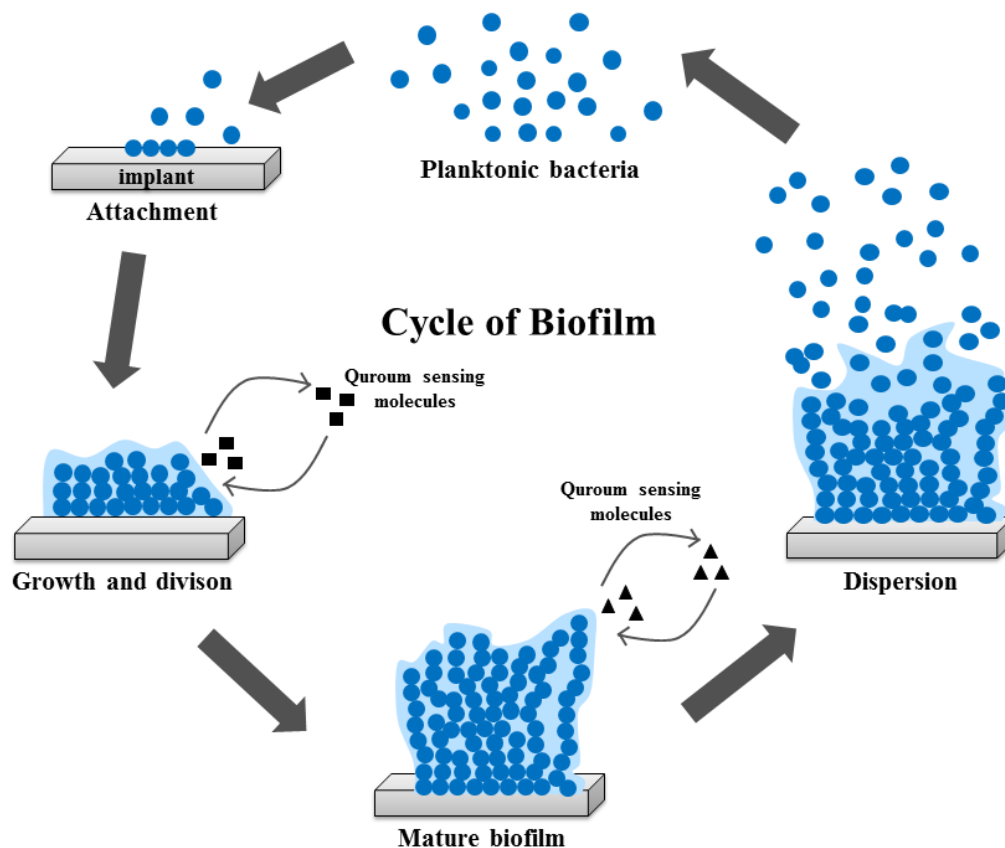 Planktonic bacteria
implant
Attachment
Cycle of Biofilm
Quroum sensing
molecules
Growth and divison
Quroum sensing
molecules
Dispersion
Mature biofilm